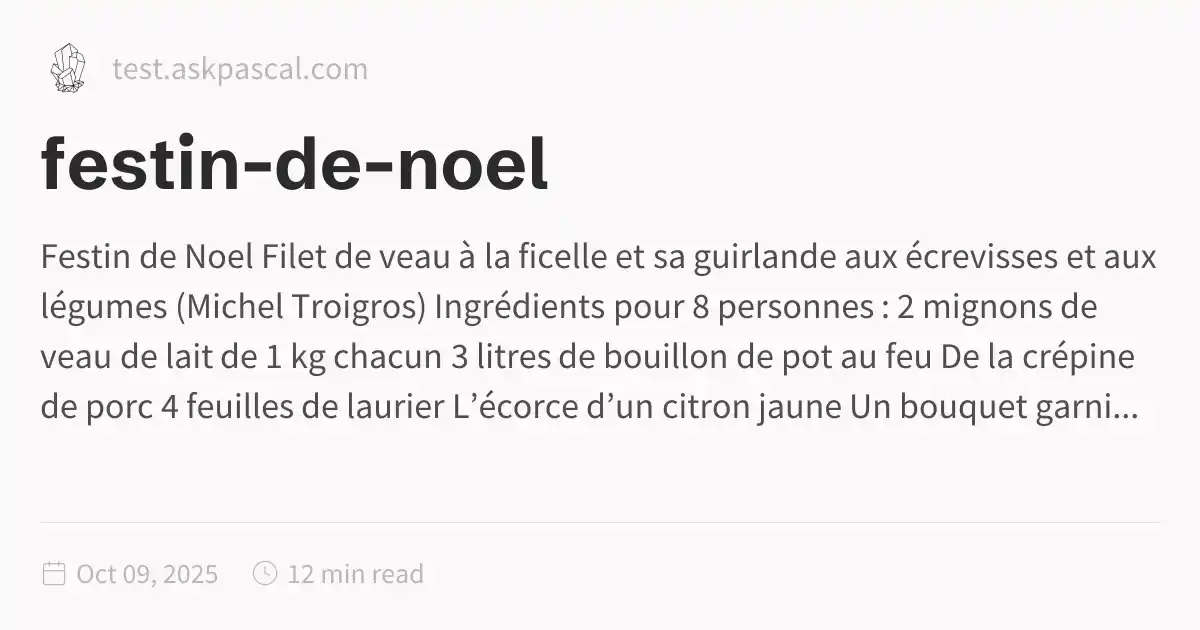 test.askpascal.com
festin-de-noel
Festin de Noel Filet de veau à la ficelle et sa guirlande aux écrevisses et aux
légumes (Michel Troigros) Ingrédients pour 8 personnes : 2 mignons de
veau de lait de 1 kg chacun 3 litres de bouillon de pot au feu De la crépine
de porc 4 feuilles de laurier L’écorce d’un citron jaune Un bouquet garni...
Oct 09, 2025 12 min read